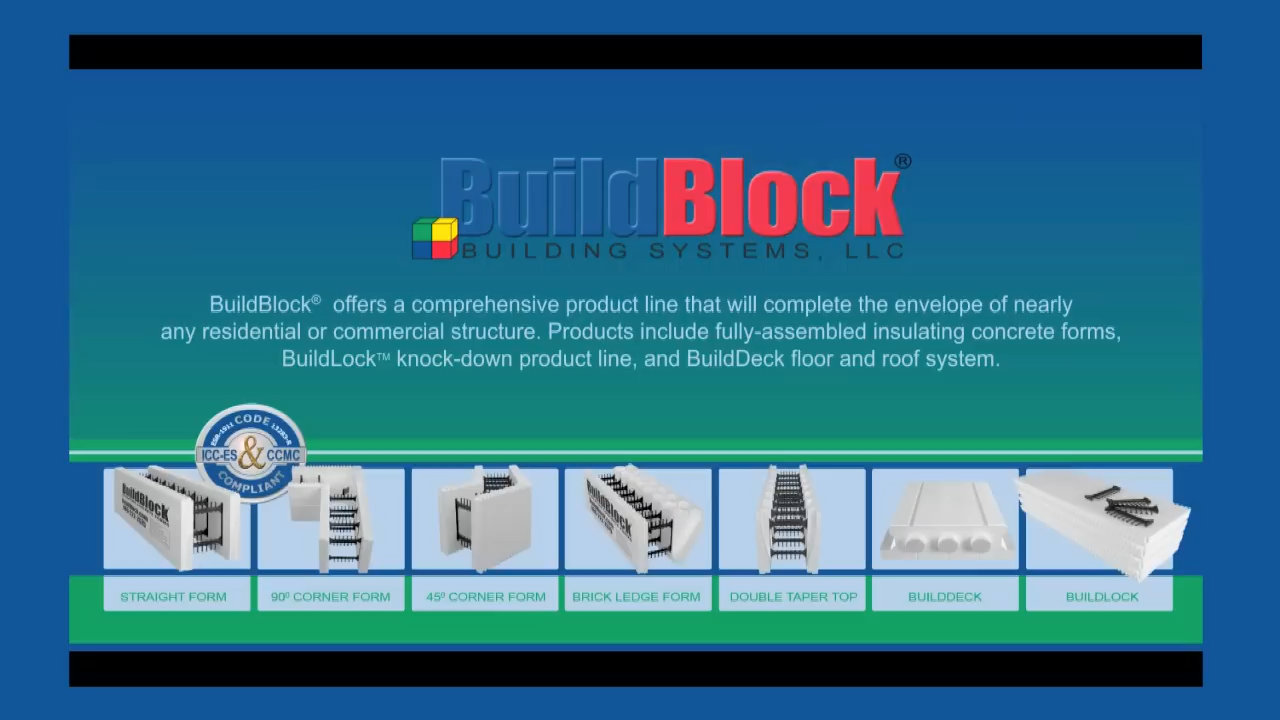 BuildBlock®
BUILDING SYSTEMS, LLC
BuildBlock® offers a comprehensive product line that will complete the envelope of nearly
any residential or commercial structure. Products include fully-assembled insulating concrete forms,
BuildLock™ knock-down product line, and BuildDeck floor and roof system.
CODE
ICC-ES & CCMC
COMPLIANT
BuildBlock
BuildBlock
STRAIGHT FORM
90º CORNER FORM
45º CORNER FORM
BRICK LEDGE FORM
DOUBLE TAPER TOP
BUILDDECK
BUILDLOCK